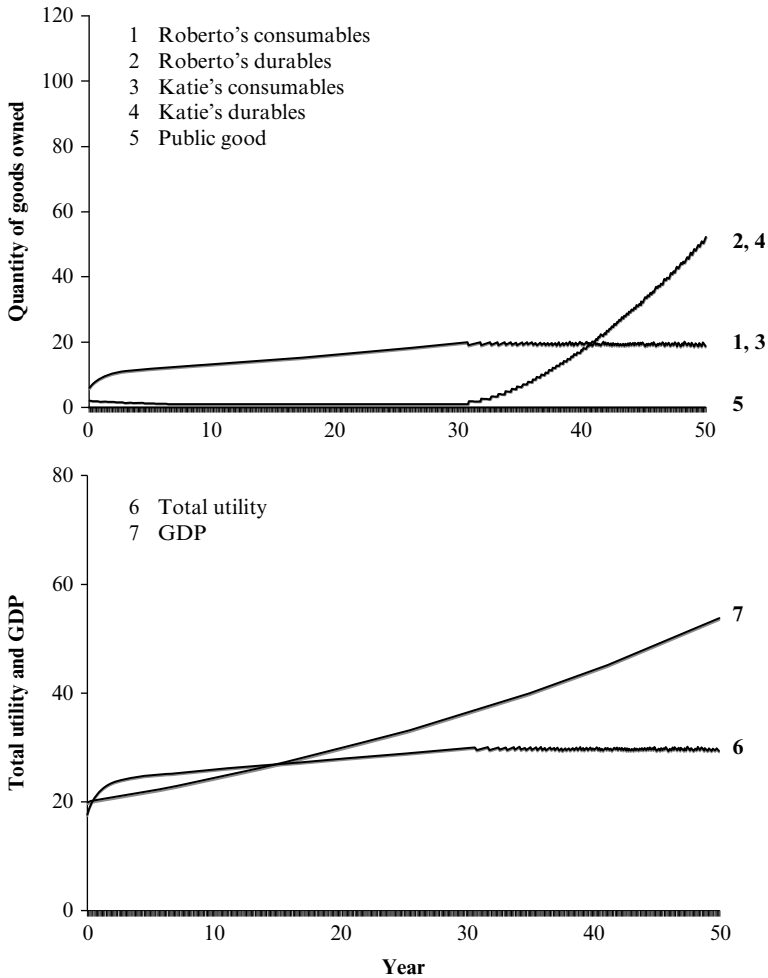 120
1 Roberto's consumables
2 Roberto's durables
100
3 Katie's consumables
4 Katie's durables
5 Public good
80
60
Quantity of goods owned
2, 4
40
20
1, 3
0
5
0 10 20 30 40 50
80
6 Total utility
7 GDP
60
7
Total utility and GDP
40
6
20
0
0 10 20 30 40 50
Year